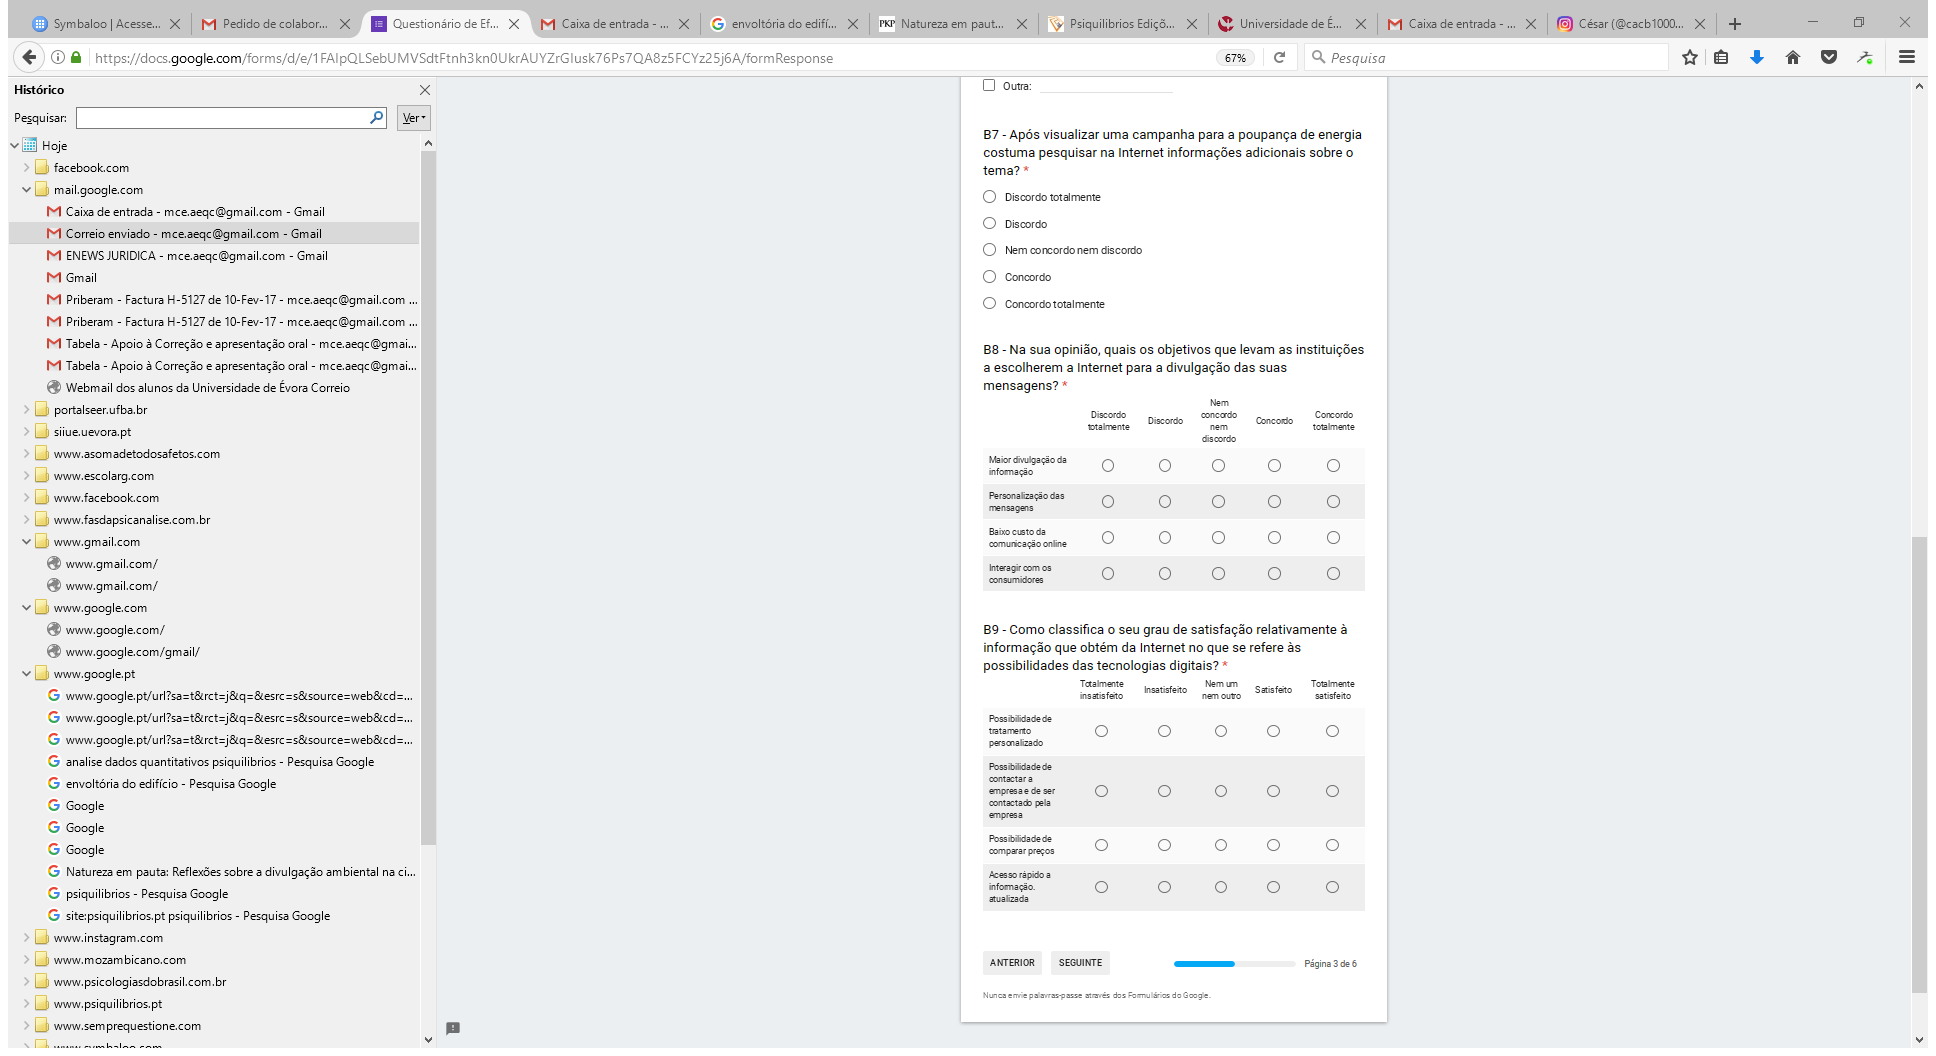 Symbaloo | Acesse...
Pedido de colabor...
Questionário de Ef...
Caixa de entrada - ...
envoltória do edifí...
PKP Natureza em paut...
Psiquilibrios Ediçõ...
Universidade de É...
Caixa de entrada - ...
César (@cacb1000...
https://docs.google.com/forms/d/e/1FAIpQLSebUMVSdtFtnh3kn0UkrAUYZrGIusk76Ps7QA8z5FCYz25j6A/formResponse
67%
Pesquisa
Histórico
Pesquisar:
Ver
Hoje
facebook.com
mail.google.com
Caixa de entrada - mce.aeqc@gmail.com - Gmail
Correio enviado - mce.aeqc@gmail.com - Gmail
ENEWS JURIDICA - mce.aeqc@gmail.com - Gmail
Gmail
Priberam - Factura H-5127 de 10-Fev-17 - mce.aeqc@gmail.com ...
Priberam - Factura H-5127 de 10-Fev-17 - mce.aeqc@gmail.com ...
Tabela - Apoio à Correção e apresentação oral - mce.aeqc@gmai...
Tabela - Apoio à Correção e apresentação oral - mce.aeqc@gmai...
Webmail dos alunos da Universidade de Évora Correio
portalseer.ufba.br
siiue.uevora.pt
www.asomadetodosafetos.com
www.escolarg.com
www.facebook.com
www.fasdapsicanalise.com.br
www.gmail.com
www.gmail.com/
www.gmail.com/
www.google.com
www.google.com/
www.google.com/gmail/
www.google.pt
www.google.pt/url?sa=t&rct=j&q=&esrc=s&source=web&cd=...
www.google.pt/url?sa=t&rct=j&q=&esrc=s&source=web&cd=...
www.google.pt/url?sa=t&rct=j&q=&esrc=s&source=web&cd=...
analise dados quantitativos psiquilibrios - Pesquisa Google
envoltória do edifício - Pesquisa Google
Google
Google
Google
Natureza em pauta: Reflexões sobre a divulgação ambiental na ci...
psiquilibrios - Pesquisa Google
site:psiquilibrios.pt psiquilibrios - Pesquisa Google
www.instagram.com
www.mozambicano.com
www.psicologiasdobrasil.com.br
www.psiquilibrios.pt
www.semprequestione.com
www.symbaloo.com
Outra:
B7 - Após visualizar uma campanha para a poupança de energia
costuma pesquisar na Internet informações adicionais sobre o
tema? *
Discordo totalmente
Discordo
Nem concordo nem discordo
Concordo
Concordo totalmente
B8 - Na sua opinião, quais os objetivos que levam as instituições
a escolherem a Internet para a divulgação das suas
mensagens? *
Discordo totalmente
Discordo
Nem concordo nem discordo
Concordo
Concordo totalmente
Maior divulgação da
informação
Personalização das
mensagens
Baixo custo da
comunicação online
Interagir com os
consumidores
B9 - Como classifica o seu grau de satisfação relativamente à
informação que obtém da Internet no que se refere às
possibilidades das tecnologias digitais? *
Totalmente insatisfeito
Insatisfeito
Nem um nem outro
Satisfeito
Totalmente satisfeito
Possibilidade de
tratamento
personalizado
Possibilidade de
contactar a
empresa e de ser
contactado pela
empresa
Possibilidade de
comparar preços
Acesso rápido a
informação.
atualizada
ANTERIOR
SEGUINTE
Página 3 de 6
Nunca envie palavras-passe através dos Formulários do Google.